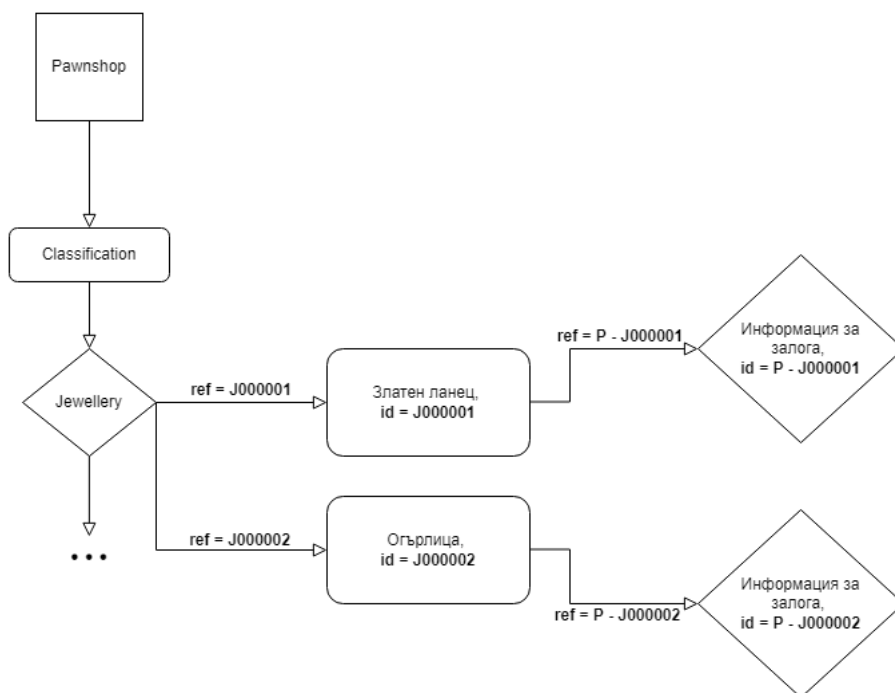 Pawnshop
Classification
Jewellery
•••
ref = J000001
Златен ланец,
id = J000001
ref = P - J000001
Информация за
залога,
id = P - J000001
ref = J000002
Огърлица,
id = J000002
ref = P - J000002
Информация за
залога,
id = P - J000002